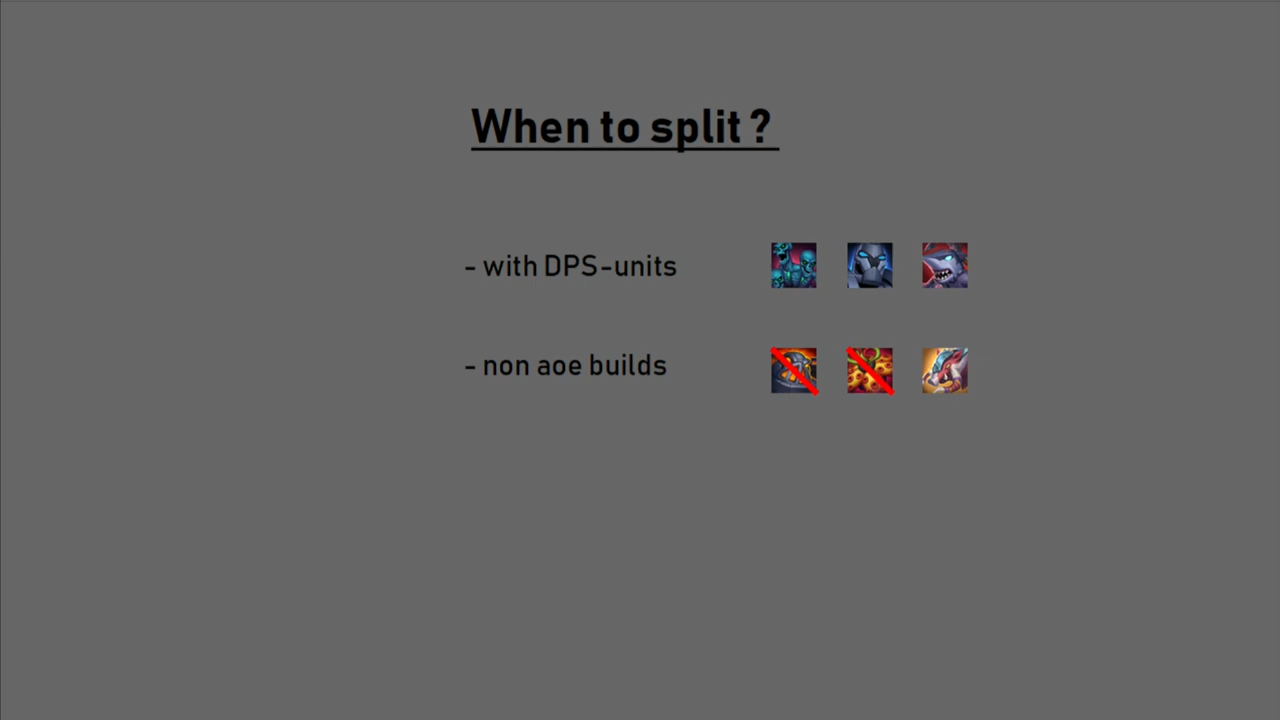 When to split ?
- with DPS-units
- non aoe builds